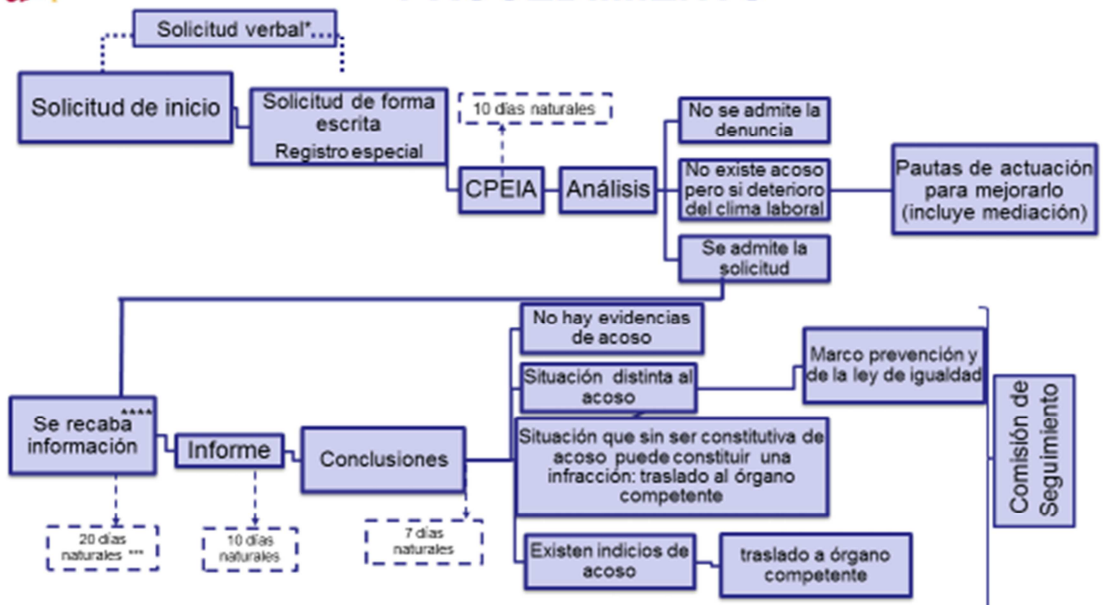 Solicitud verbal*
Solicitud de inicio
Solicitud de forma
escrita
Registro especial
10 días naturales
CPEIA
Análisis
No se admite la
denuncia
No existe acoso
pero si deterioro
del clima laboral
Se admite la
solicitud
Pautas de actuación
para mejorarlo
(incluye mediación)
Se recaba ****
información
20 días
naturales ***
Informe
10 días
naturales
Conclusiones
7 días
naturales
No hay evidencias
de acoso
Situación distinta al
acoso
Situación que sin ser constitutiva de
acoso puede constituir una
infracción: traslado al órgano
competente
Existen indicios de
acoso
traslado a órgano
competente
Marco prevención y
de la ley de igualdad
Comisión de
Seguimiento